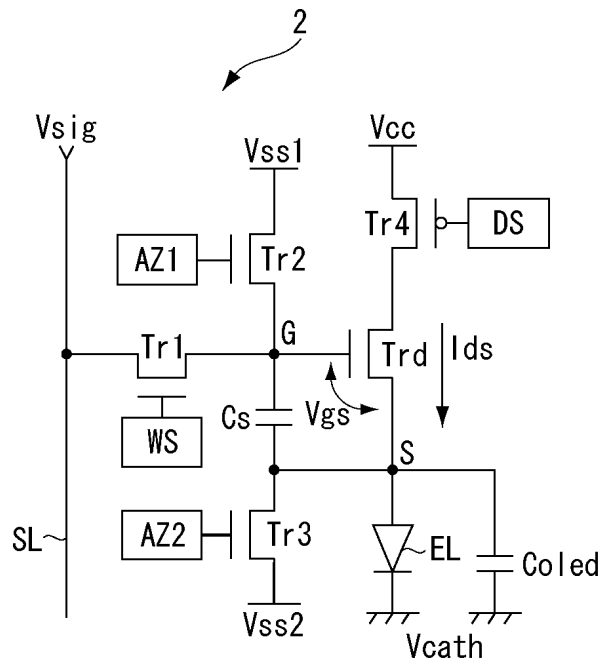 2
Vsig
Vss1
Vcc
AZ1
Tr2
Tr4
DS
Tr1
G
Trd
Ids
WS
Cs
Vgs
S
SL
AZ2
Tr3
EL
Coled
Vss2
Vcath